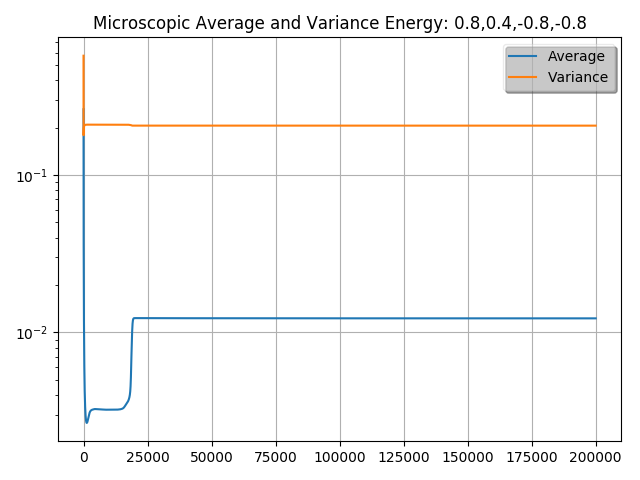 Microscopic Average and Variance Energy: 0.8,0.4,-0.8,-0.8
Average
Variance
10⁻¹
10⁻²
0 25000 50000 75000 100000 125000 150000 175000 200000